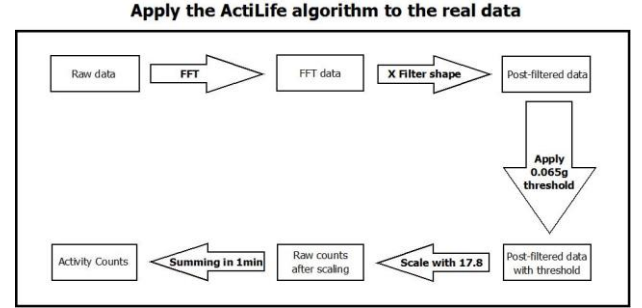 Apply the ActiLife algorithm to the real data
Raw data
FFT
FFT data
X Filter shape
Post-filtered data
Apply
0.065g
threshold
Post-filtered data
with threshold
Scale with 17.8
Raw counts
after scaling
Summing in 1min
Activity Counts